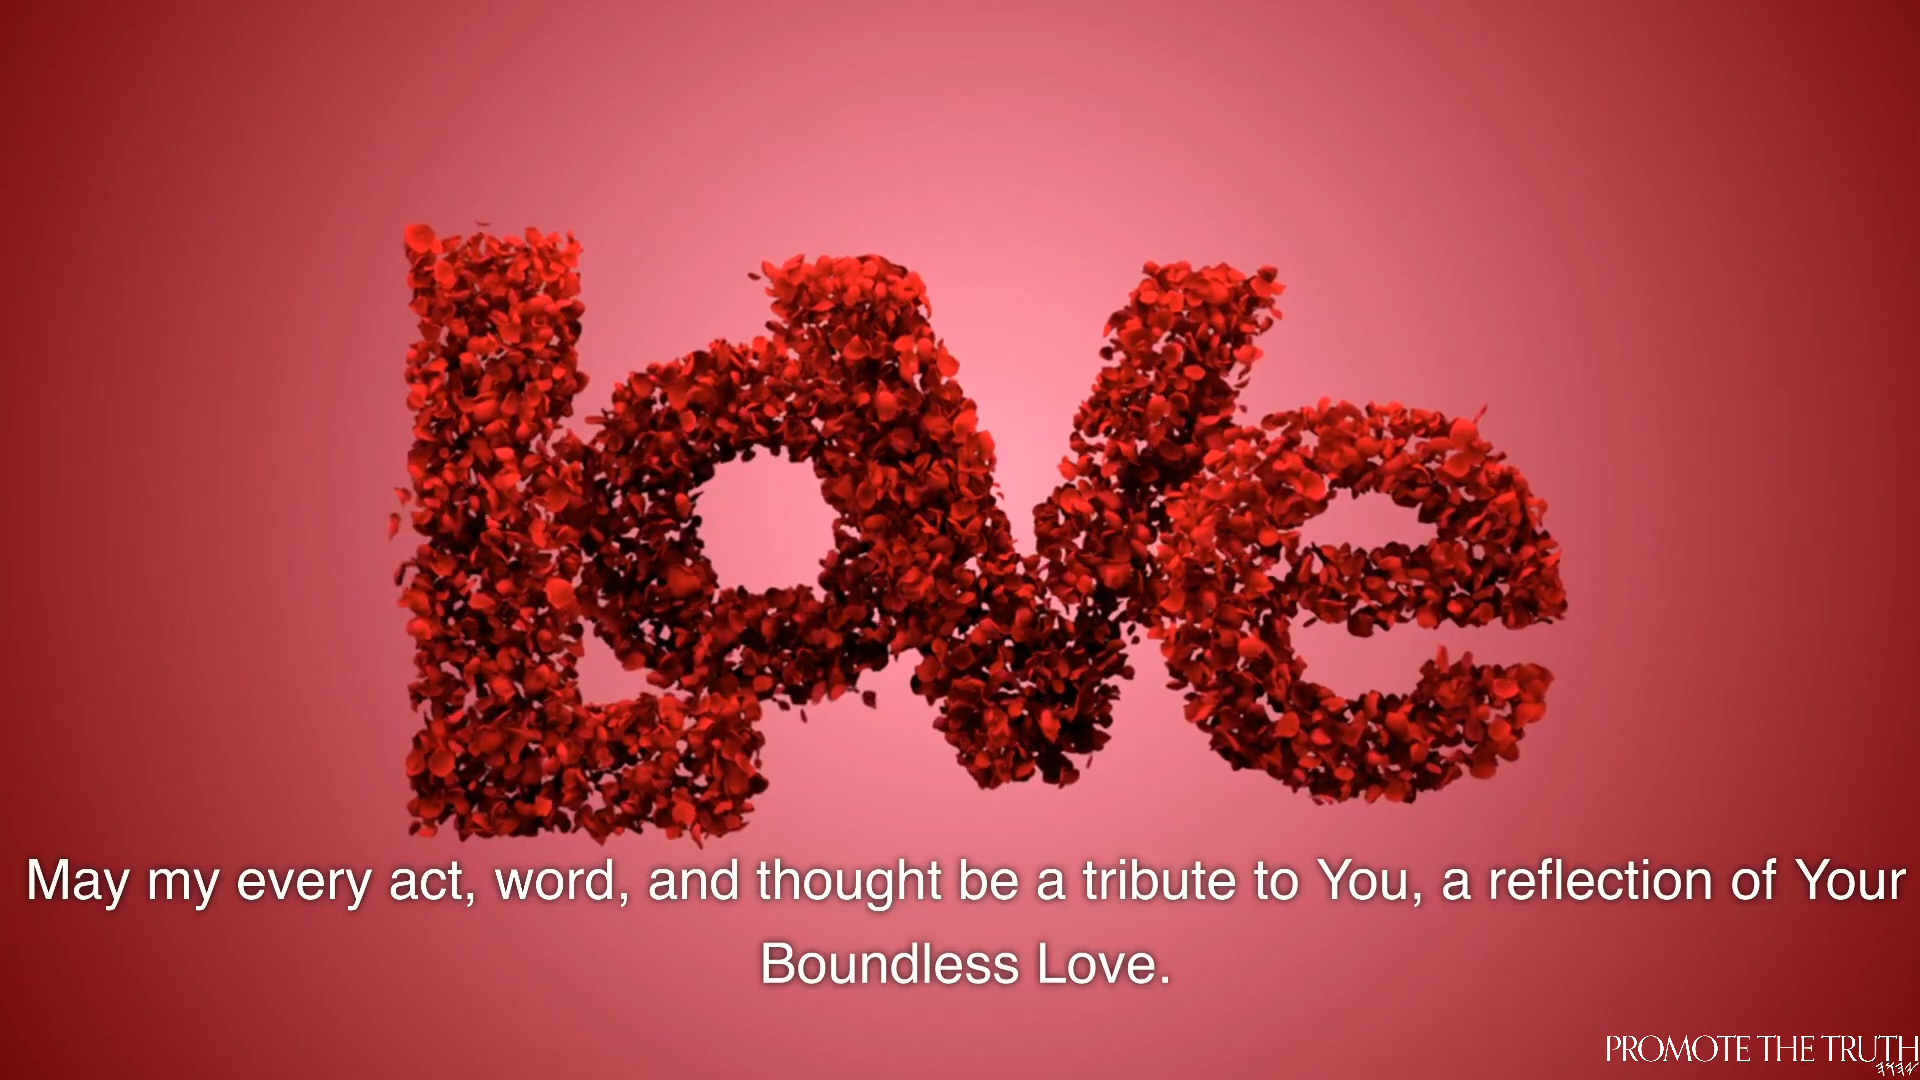 Love
May my every act, word, and thought be a tribute to You, a reflection of Your
Boundless Love.
PROMOTE THE TRUTH